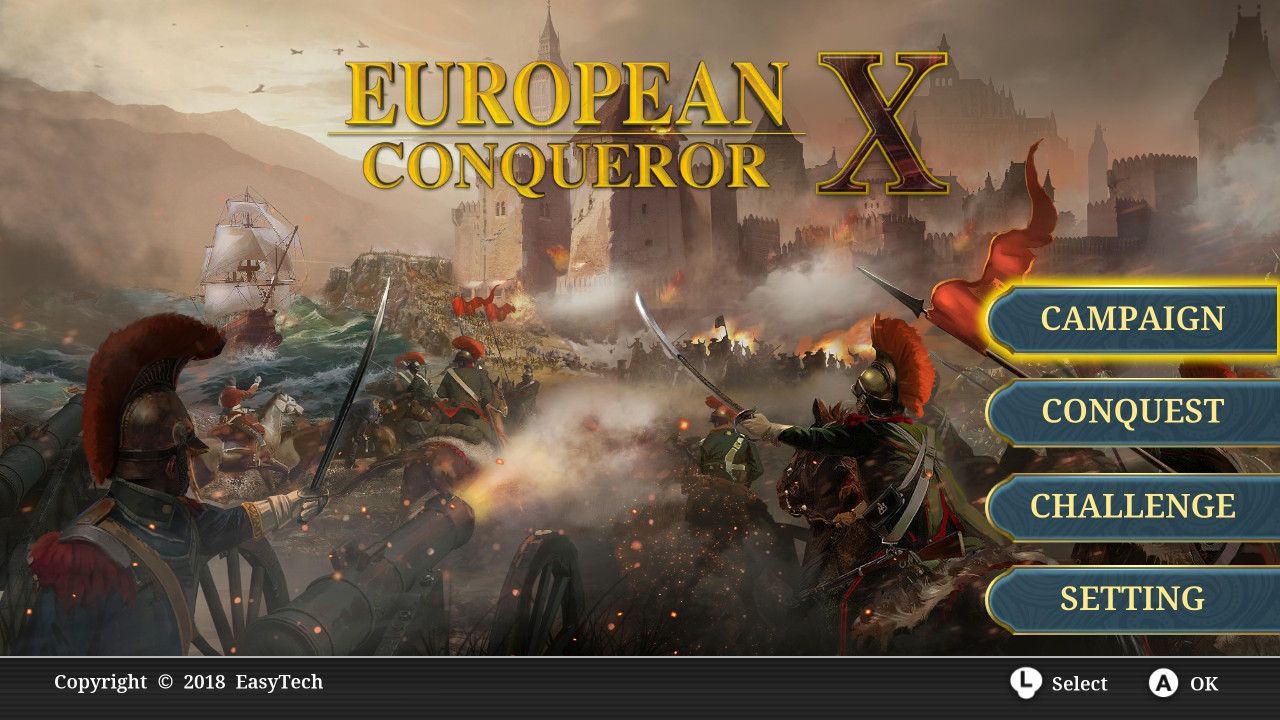 EUROPEAN
CONQUEROR X
CAMPAIGN
CONQUEST
CHALLENGE
SETTING
Copyright © 2018 EasyTech
L Select A OK